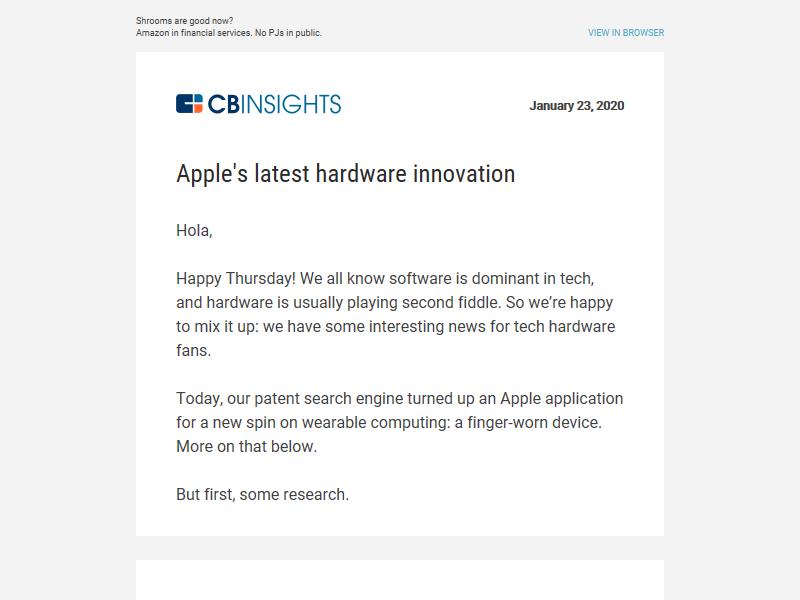 Shrooms are good now?
Amazon in financial services. No PJs in public.
VIEW IN BROWSER
CBINSIGHTS
January 23, 2020
Apple's latest hardware innovation
Hola,
Happy Thursday! We all know software is dominant in tech,
and hardware is usually playing second fiddle. So we’re happy
to mix it up: we have some interesting news for tech hardware
fans.
Today, our patent search engine turned up an Apple application
for a new spin on wearable computing: a finger-worn device.
More on that below.
But first, some research.